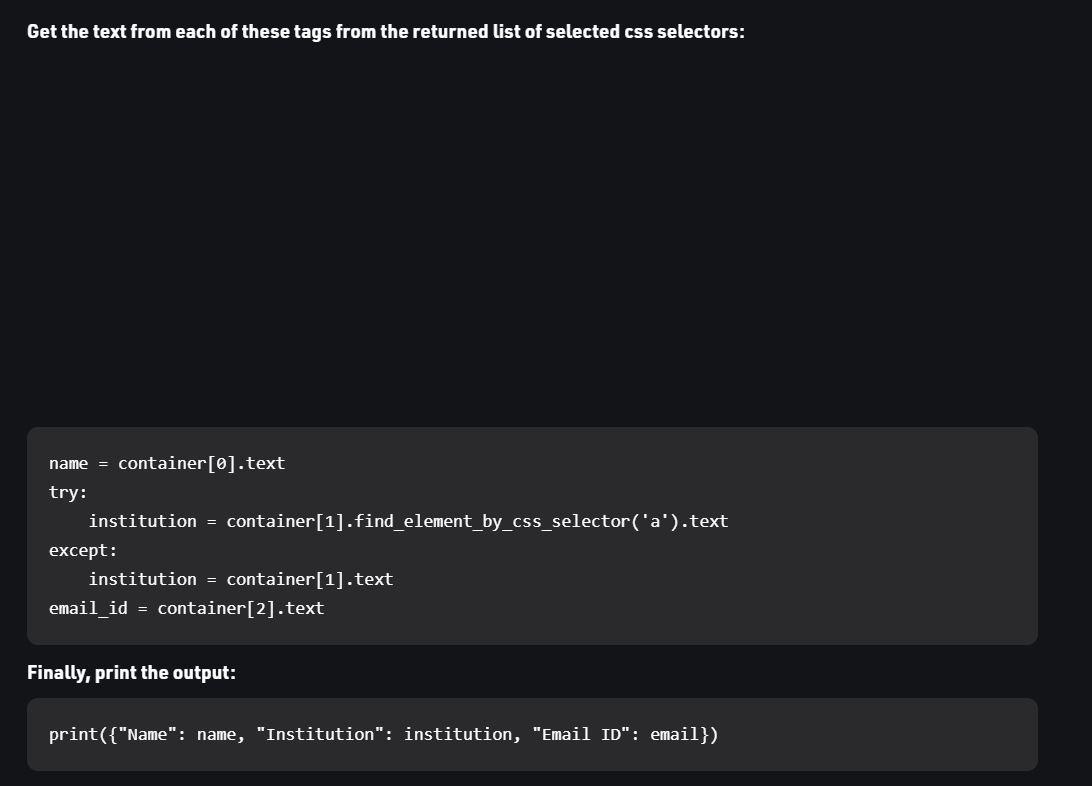 Get the text from each of these tags from the returned list of selected css selectors:
name = container[0].text
try:
    institution = container[1].find_element_by_css_selector('a').text
except:
    institution = container[1].text
email_id = container[2].text
Finally, print the output:
print({"Name": name, "Institution": institution, "Email ID": email})